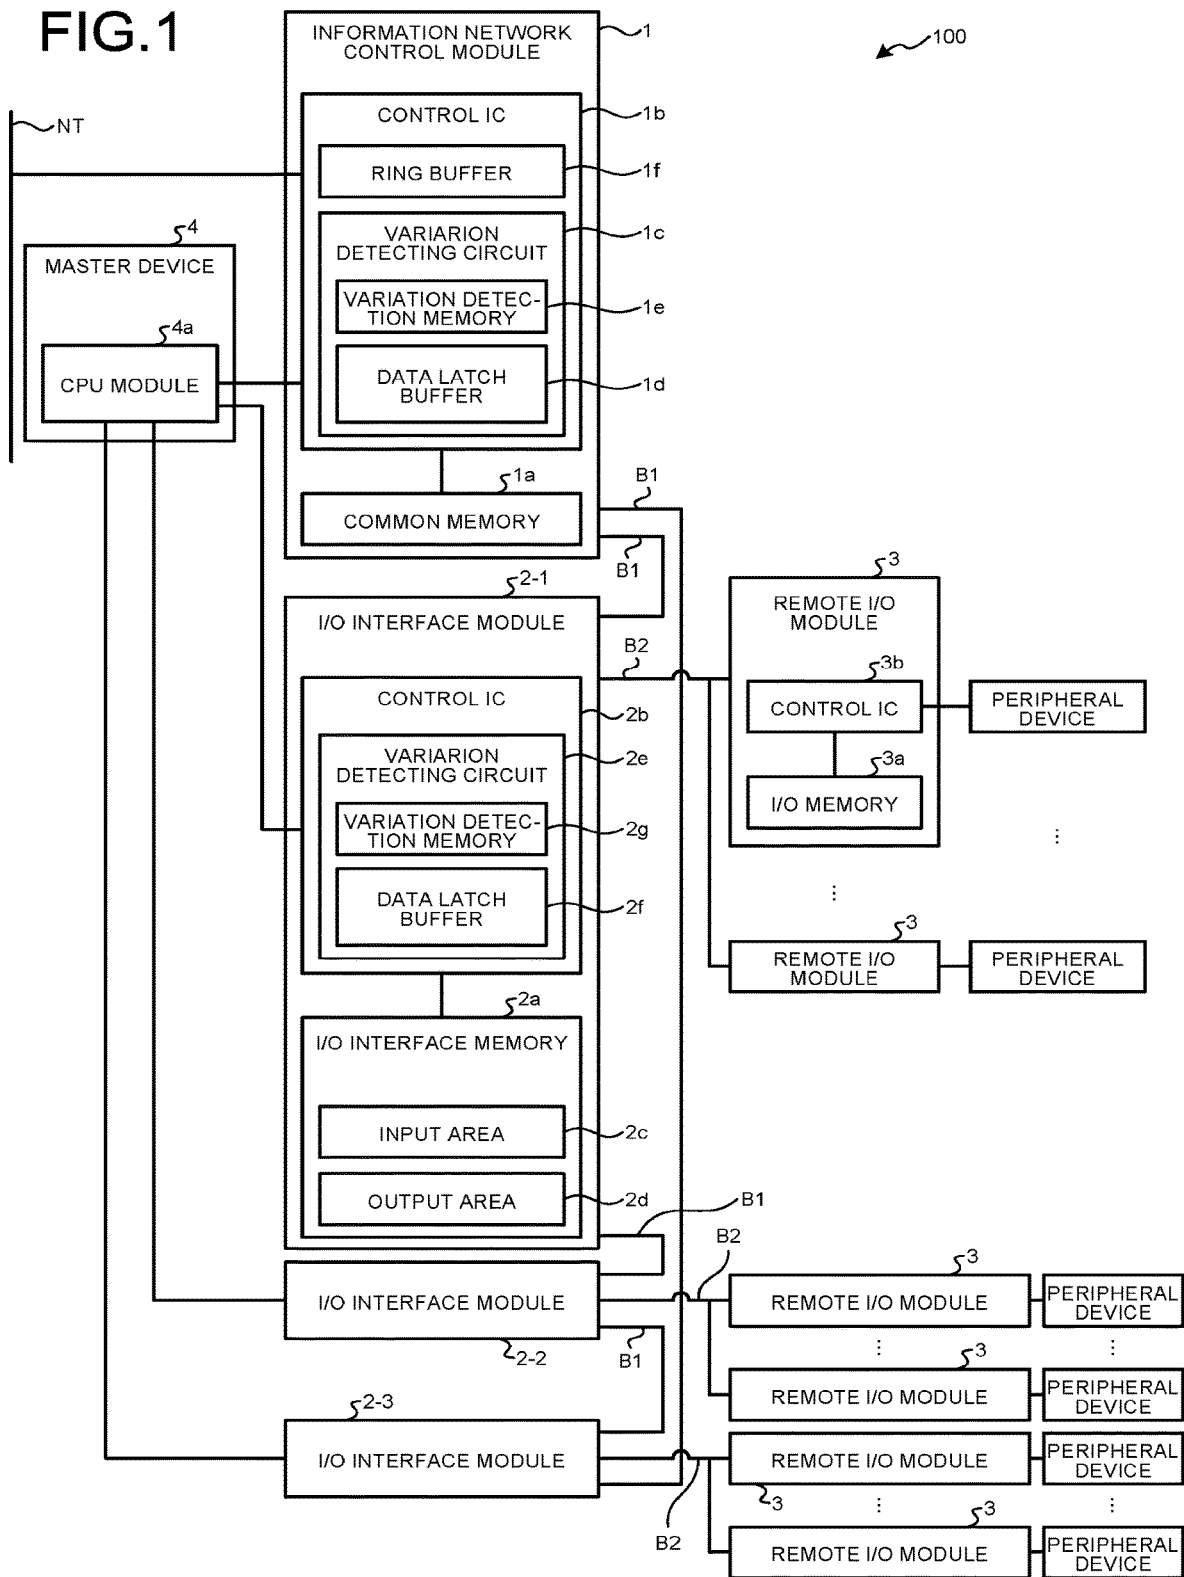 FIG.1
INFORMATION NETWORK
CONTROL MODULE
1
100
NT
CONTROL IC
1b
RING BUFFER
1f
VARIARION
DETECTING CIRCUIT
1c
VARIATION DETEC-
TION MEMORY
1e
DATA LATCH
BUFFER
1d
4
MASTER DEVICE
4a
CPU MODULE
1a
COMMON MEMORY
B1
B1
2-1
I/O INTERFACE MODULE
B2
CONTROL IC
2b
VARIARION
DETECTING CIRCUIT
2e
VARIATION DETEC-
TION MEMORY
2g
DATA LATCH
BUFFER
2f
2a
I/O INTERFACE MEMORY
INPUT AREA
2c
OUTPUT AREA
2d
3
REMOTE I/O
MODULE
3b
CONTROL IC
3a
I/O MEMORY
PERIPHERAL
DEVICE
⋮
⋮
3
REMOTE I/O
MODULE
PERIPHERAL
DEVICE
B1
B2
I/O INTERFACE MODULE
2-2
B1
3
REMOTE I/O MODULE
PERIPHERAL
DEVICE
⋮
⋮
3
REMOTE I/O MODULE
PERIPHERAL
DEVICE
2-3
I/O INTERFACE MODULE
B2
REMOTE I/O MODULE
3
PERIPHERAL
DEVICE
⋮
⋮
3
REMOTE I/O MODULE
PERIPHERAL
DEVICE